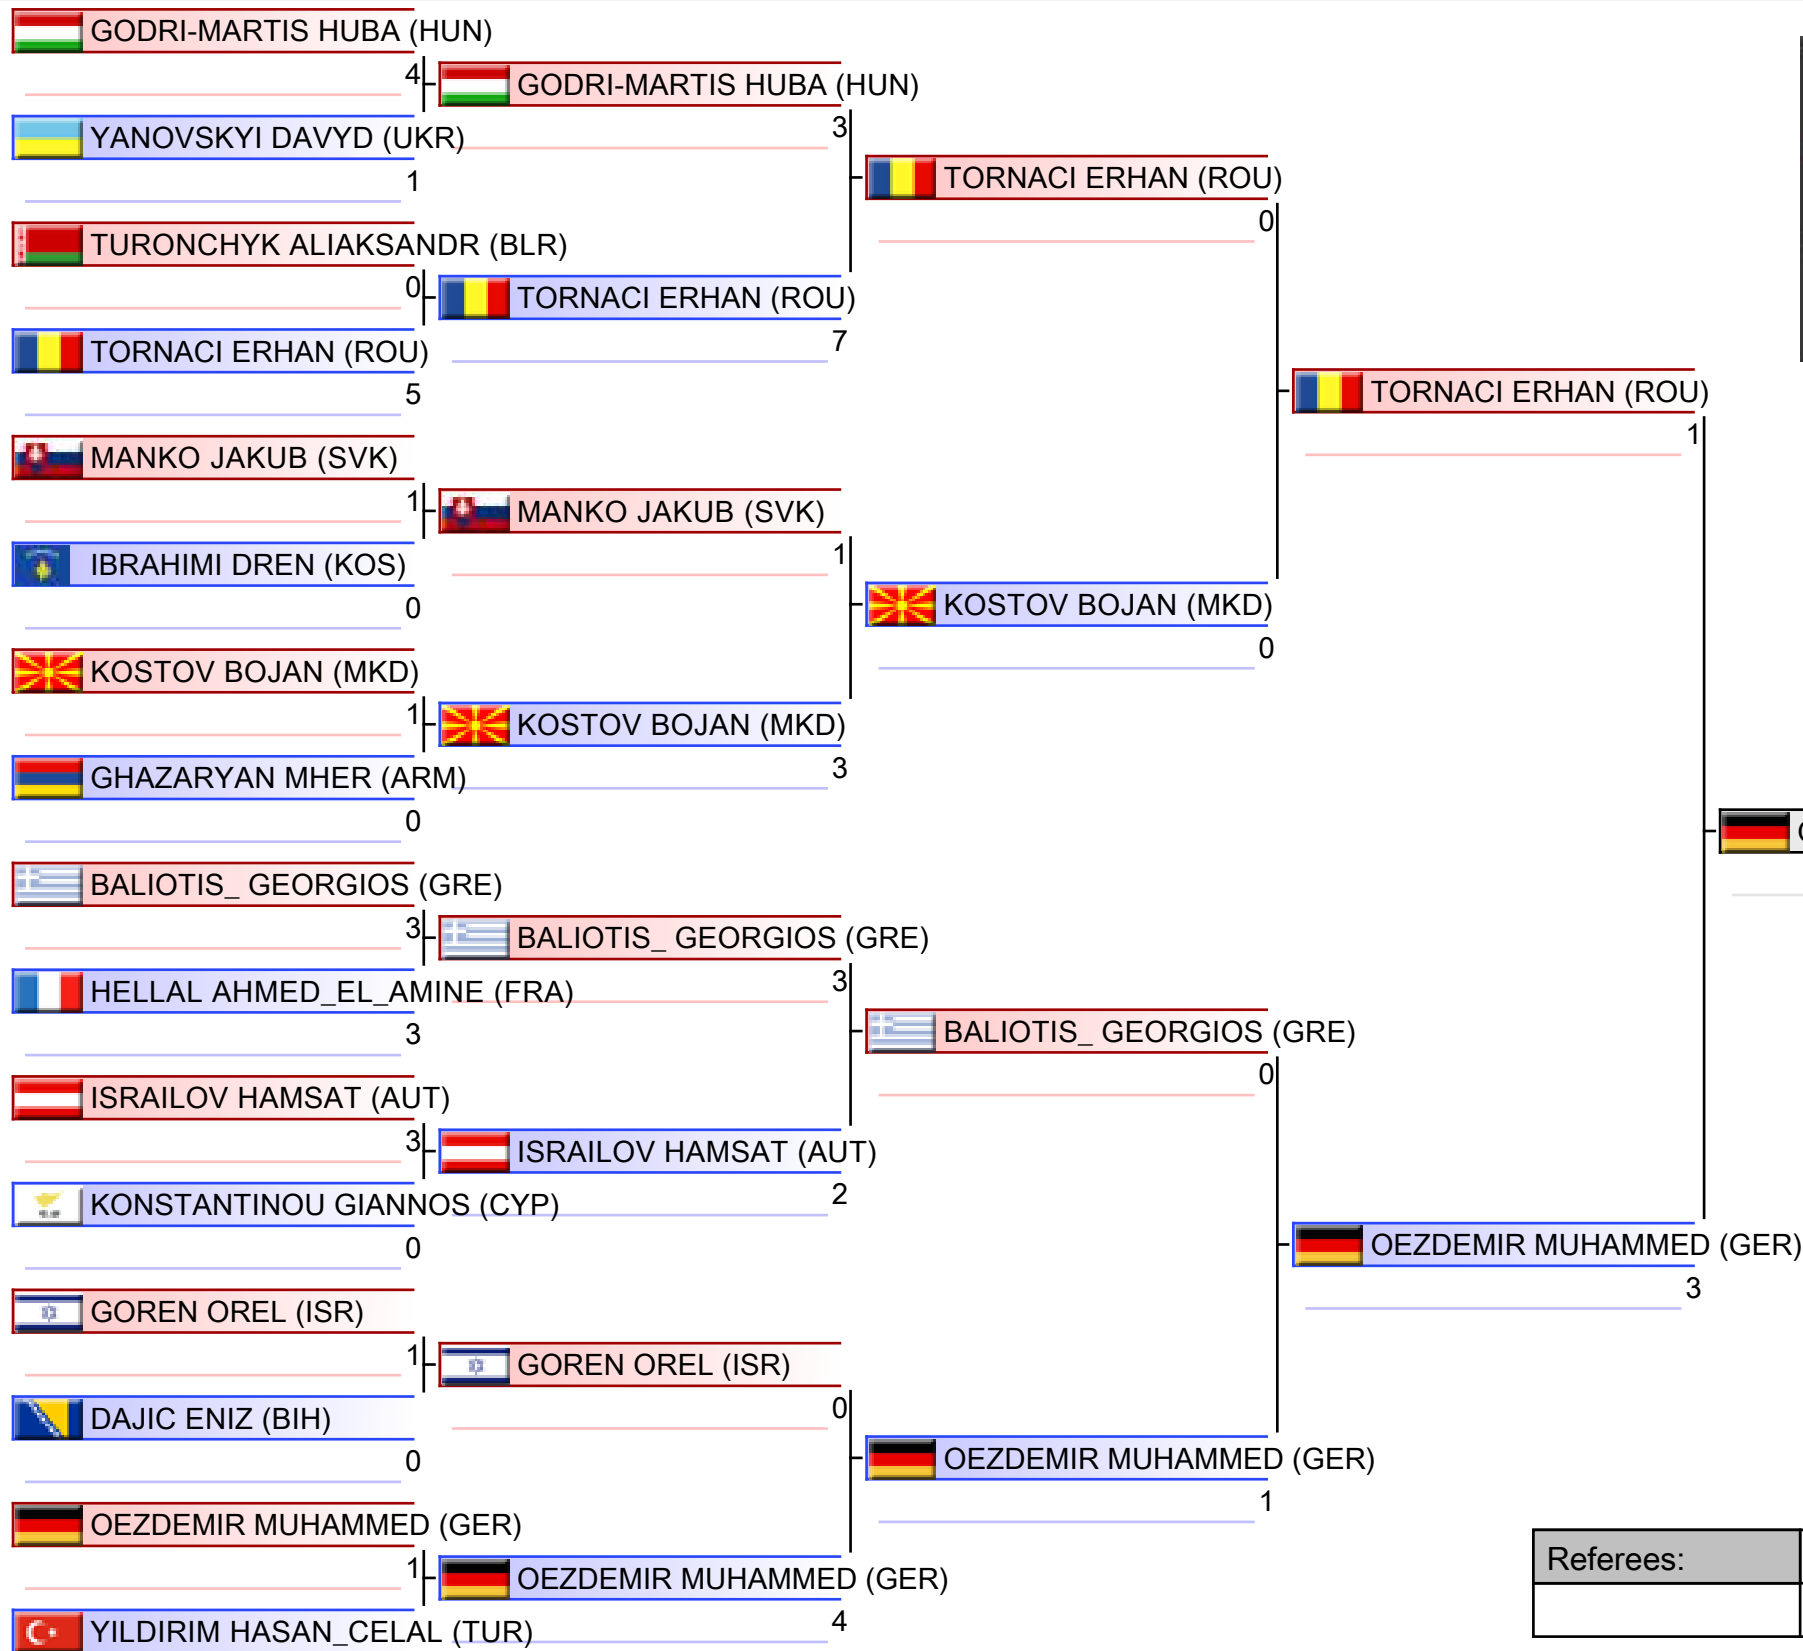 GODRI-MARTIS HUBA (HUN)
4
GODRI-MARTIS HUBA (HUN)
YANOVSKYI DAVYD (UKR)
3
1
TORNACI ERHAN (ROU)
0
TURONCHYK ALIAKSANDR (BLR)
0
TORNACI ERHAN (ROU)
TORNACI ERHAN (ROU)
7
5
TORNACI ERHAN (ROU)
1
MANKO JAKUB (SVK)
1
MANKO JAKUB (SVK)
IBRAHIMI DREN (KOS)
1
0
KOSTOV BOJAN (MKD)
0
KOSTOV BOJAN (MKD)
1
KOSTOV BOJAN (MKD)
GHAZARYAN MHER (ARM)
3
0
BALIOTIS_ GEORGIOS (GRE)
3
BALIOTIS_ GEORGIOS (GRE)
HELLAL AHMED_EL_AMINE (FRA)
3
3
BALIOTIS_ GEORGIOS (GRE)
0
ISRAILOV HAMSAT (AUT)
3
ISRAILOV HAMSAT (AUT)
KONSTANTINOU GIANNOS (CYP)
2
0
OEZDEMIR MUHAMMED (GER)
3
GOREN OREL (ISR)
1
GOREN OREL (ISR)
DAJIC ENIZ (BIH)
0
0
OEZDEMIR MUHAMMED (GER)
1
OEZDEMIR MUHAMMED (GER)
1
OEZDEMIR MUHAMMED (GER)
YILDIRIM HASAN_CELAL (TUR)
4
Referees: